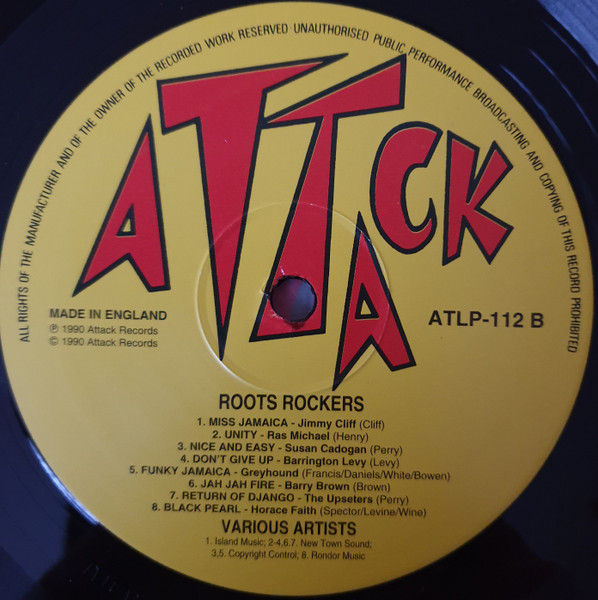 ALL RIGHTS OF THE MANUFACTURER AND OF THE OWNER OF THE RECORDED WORK RESERVED UNAUTHORISED PUBLIC PERFORMANCE BROADCASTING AND COPYING OF THIS RECORD PROHIBITED
ATTACK
MADE IN ENGLAND
℗ 1990 Attack Records
© 1990 Attack Records
ATLP-112 B
ROOTS ROCKERS
1. MISS JAMAICA - Jimmy Cliff (Cliff)
2. UNITY - Ras Michael (Henry)
3. NICE AND EASY - Susan Cadogan (Perry)
4. DON'T GIVE UP - Barrington Levy (Levy)
5. FUNKY JAMAICA - Greyhound (Francis/Daniels/White/Bowen)
6. JAH JAH FIRE - Barry Brown (Brown)
7. RETURN OF DJANGO - The Upseters (Perry)
8. BLACK PEARL - Horace Faith (Spector/Levine/Wine)
VARIOUS ARTISTS
1. Island Music; 2-4,6.7. New Town Sound;
3,5. Copyright Control; 8. Rondor Music